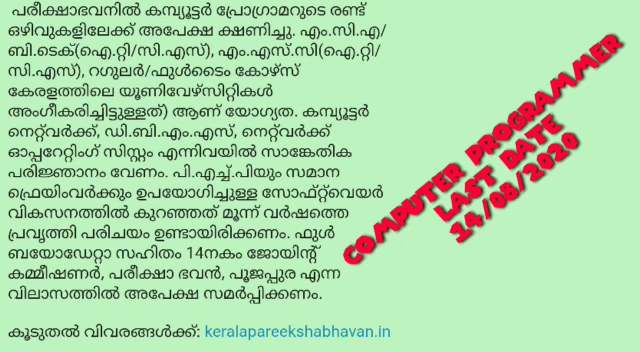 പരീക്ഷാഭവനിൽ കമ്പ്യൂട്ടർ പ്രോഗ്രാമറുടെ രണ്ട്
ഒഴിവുകളിലേക്ക് അപേക്ഷ ക്ഷണിച്ചു. എം.സി.എ/
ബി.ടെക്(ഐ.റ്റി/സി.എസ്), എം.എസ്.സി(ഐ.റ്റി/
സി.എസ്), റഗുലർ/ഫുൾടൈം കോഴ്സ്
കേരളത്തിലെ യൂണിവേഴ്സിറ്റികൾ
അംഗീകരിച്ചിട്ടുള്ളത്) ആണ് യോഗ്യത. കമ്പ്യൂട്ടർ
നെറ്റ്‌വർക്ക്, ഡി.ബി.എം.എസ്, നെറ്റ്‌വർക്ക്
ഓപ്പറേറ്റിംഗ് സിസ്റ്റം എന്നിവയിൽ സാങ്കേതിക
പരിജ്ഞാനം വേണം. പി.എച്ച്.പിയും സമാന
ഫ്രെയിംവർക്കും ഉപയോഗിച്ചുള്ള സോഫ്റ്റ്‌വെയർ
വികസനത്തിൽ കുറഞ്ഞത് മൂന്ന് വർഷത്തെ
പ്രവൃത്തി പരിചയം ഉണ്ടായിരിക്കണം. ഫുൾ
ബയോഡേറ്റാ സഹിതം 14നകം ജോയിന്റ്
കമ്മീഷണർ, പരീക്ഷാ ഭവൻ, പൂജപ്പുര എന്ന
വിലാസത്തിൽ അപേക്ഷ സമർപ്പിക്കണം.
കൂടുതൽ വിവരങ്ങൾക്ക്: keralapareekshabhavan.in
COMPUTER PROGRAMMER
LAST DATE
14/08/2020